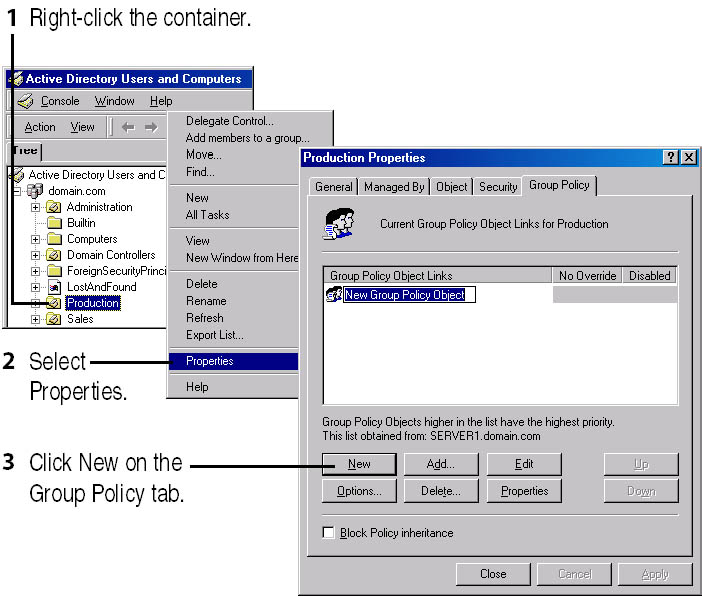 1 Right-click the container.
Active Directory Users and Computers
Console Window Help
Action View
Tree
Active Directory Users and C
domain.com
Administration
Builtin
Computers
Domain Controllers
ForeignSecurityPrinci
LostAndFound
Production
Sales
Delegate Control...
Add members to a group...
Move...
Find...
New
All Tasks
View
New Window from Here
Delete
Rename
Refresh
Export List...
Properties
Help
2 Select
Properties.
3 Click New on the
Group Policy tab.
Production Properties
General Managed By Object Security Group Policy
Current Group Policy Object Links for Production
Group Policy Object Links No Override Disabled
New Group Policy Object
Group Policy Objects higher in the list have the highest priority.
This list obtained from: SERVER1.domain.com
New Add... Edit Up
Options... Delete... Properties Down
Block Policy inheritance
Close Cancel Apply